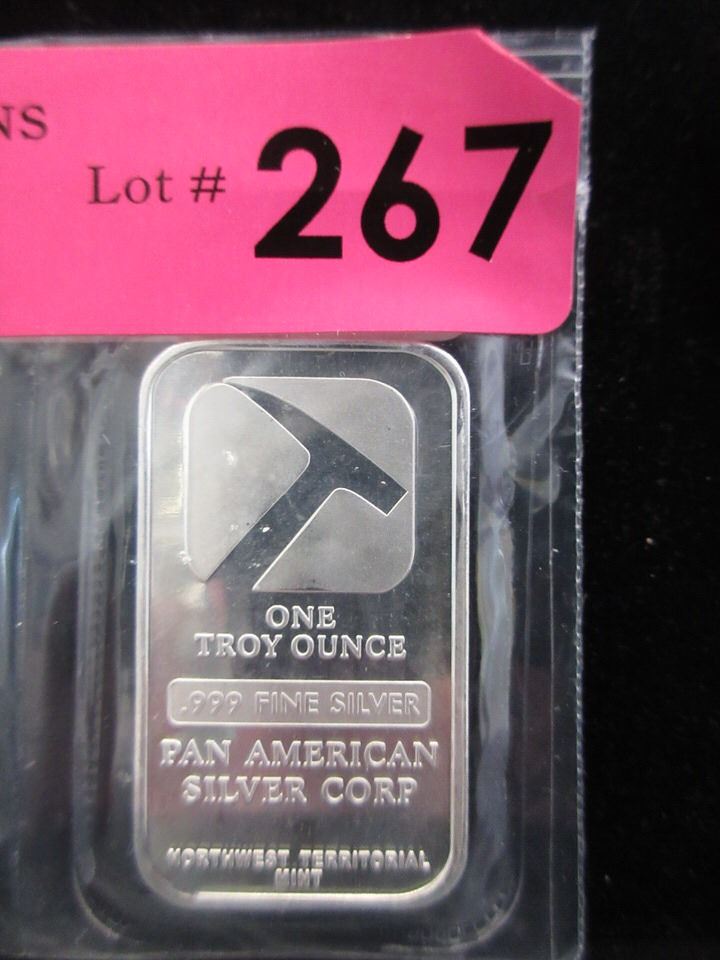 NS
Lot # 267
ONE
TROY OUNCE
.999 FINE SILVER
PAN AMERICAN
SILVER CORP
NORTHWEST TERRITORIAL
MINT